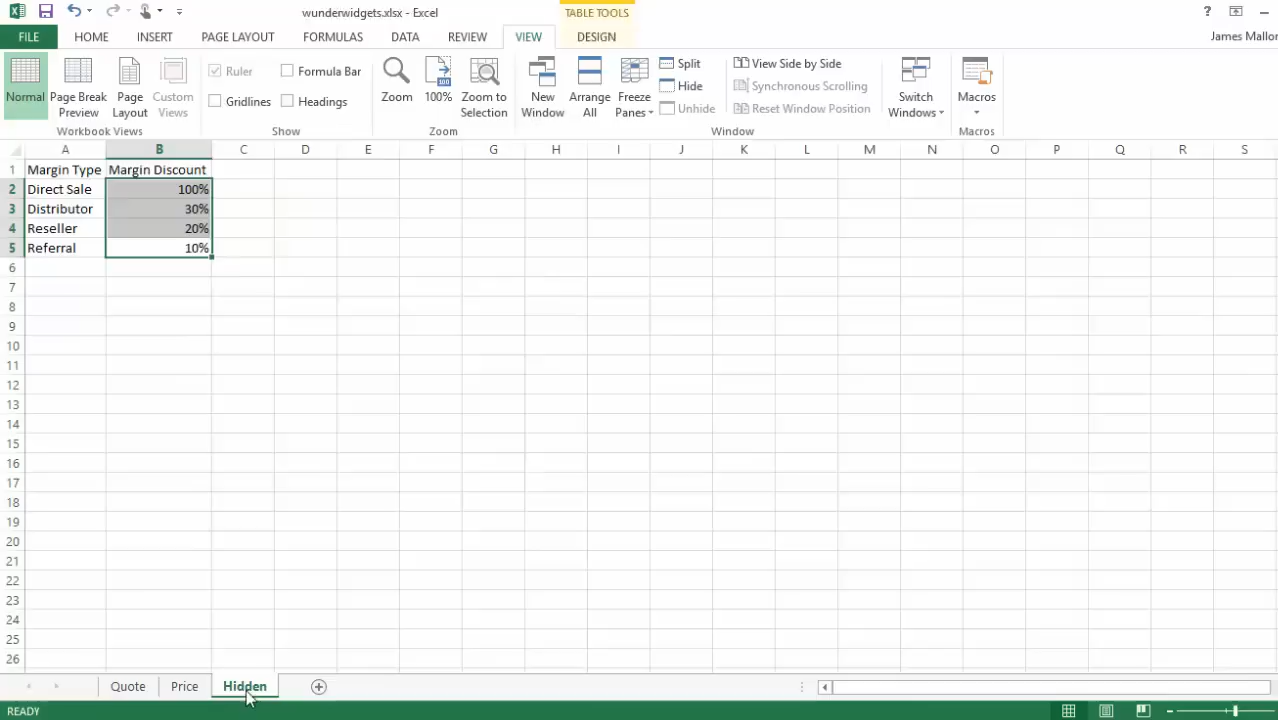 wunderwidgets.xlsx - Excel
TABLE TOOLS
?
FILE
HOME
INSERT
PAGE LAYOUT
FORMULAS
DATA
REVIEW
VIEW
DESIGN
James Mallor
Normal
Page Break
Preview
Page
Layout
Custom
Views
Workbook Views
Ruler
Formula Bar
Gridlines
Headings
Show
Zoom
100%
Zoom to
Selection
Zoom
New
Window
Arrange
All
Freeze
Panes
Split
Hide
Unhide
View Side by Side
Synchronous Scrolling
Reset Window Position
Window
Switch
Windows
Macros
Macros
A B C D E F G H I J K L M N O P Q R S
1 Margin Type Margin Discount
2 Direct Sale 100%
3 Distributor 30%
4 Reseller 20%
5 Referral 10%
6
7
8
9
10
11
12
13
14
15
16
17
18
19
20
21
22
23
24
25
26
Quote Price Hidden
READY